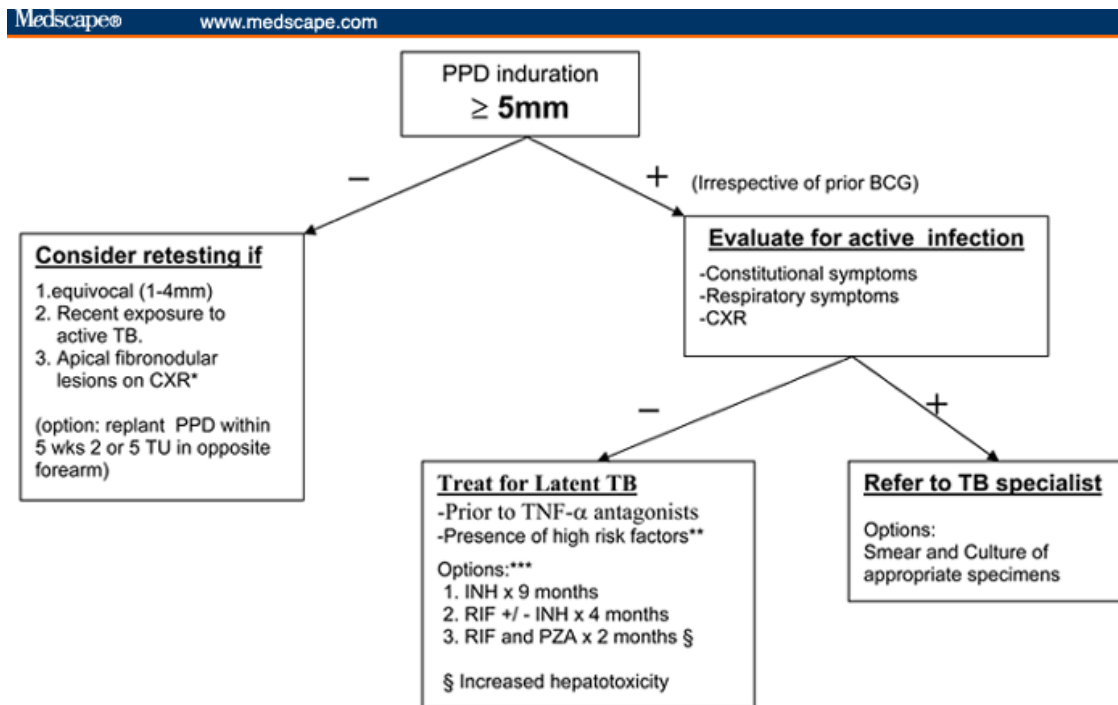 Medscape® www.medscape.com
PPD induration
≥ 5mm
−
+ (Irrespective of prior BCG)
Consider retesting if
1.equivocal (1-4mm)
2. Recent exposure to
active TB.
3. Apical fibronodular
lesions on CXR*
(option: replant PPD within
5 wks 2 or 5 TU in opposite
forearm)
Evaluate for active infection
-Constitutional symptoms
-Respiratory symptoms
-CXR
−
+
Treat for Latent TB
-Prior to TNF-α antagonists
-Presence of high risk factors**
Options:***
1. INH x 9 months
2. RIF +/ - INH x 4 months
3. RIF and PZA x 2 months §
§ Increased hepatotoxicity
Refer to TB specialist
Options:
Smear and Culture of
appropriate specimens